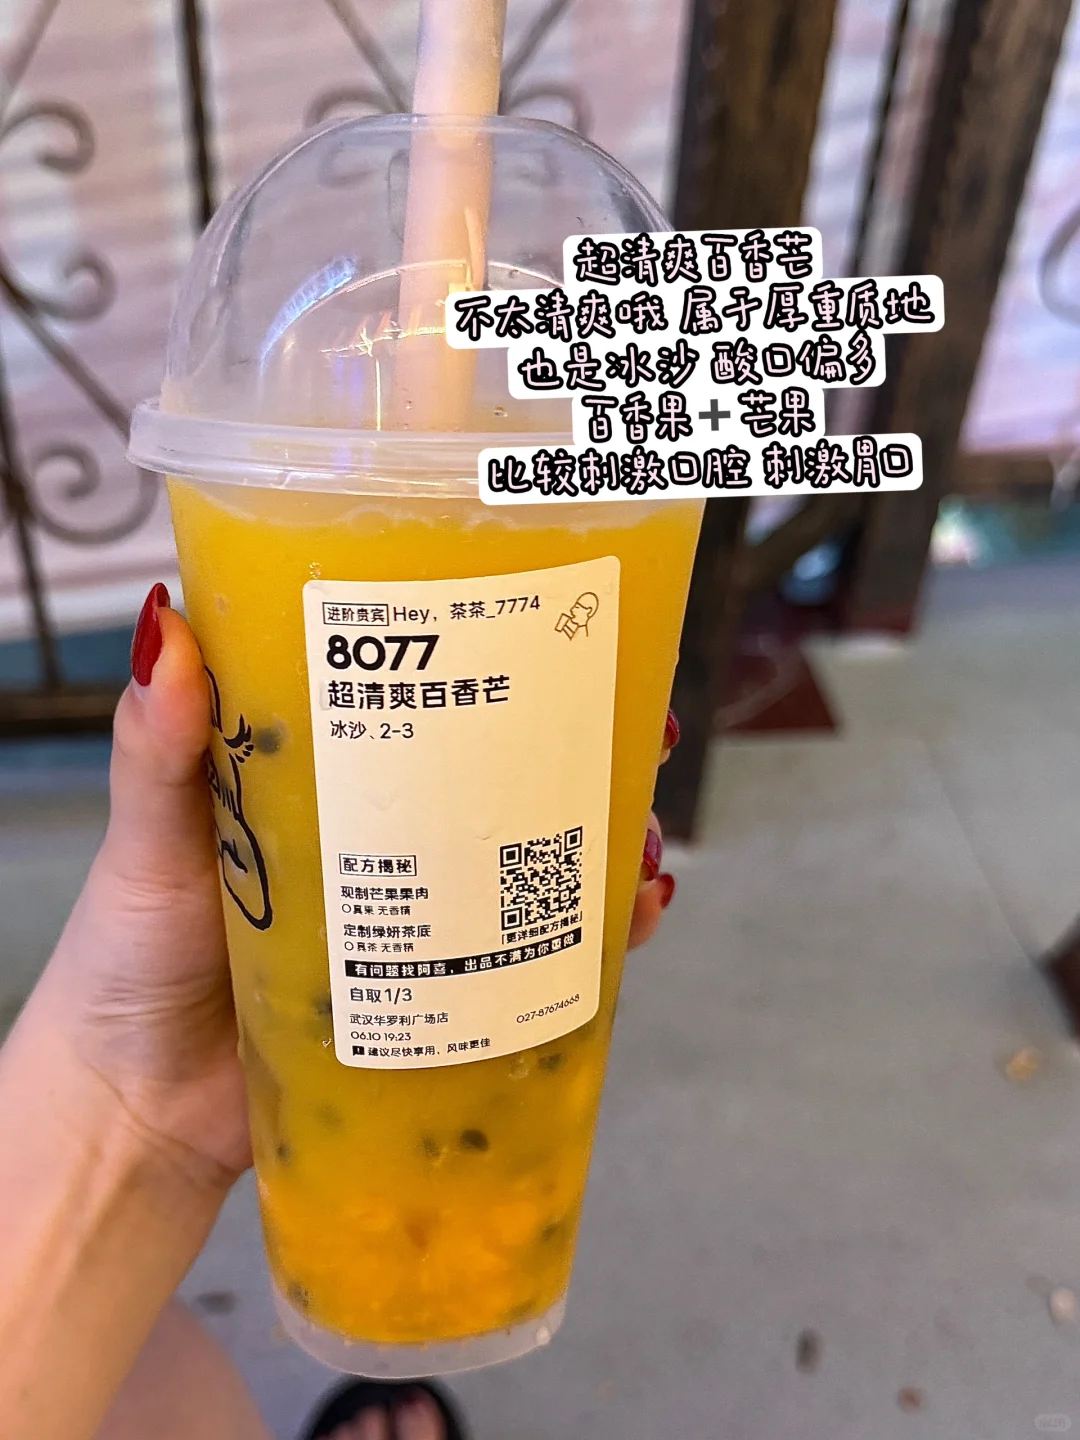 超清爽百香芒
不太清爽哦 属于厚重质地
也是冰沙 酸口偏多
百香果➕芒果
比较刺激口腔 刺激胃口
进阶贵宾 Hey，茶茶_7774
8077
超清爽百香芒
冰沙、2-3
配方揭秘
现制芒果果肉
真果 无香精
定制绿妍茶底
真茶 无香精
「更详细配方揭秘」
有问题找阿喜，出品不满为你重做
自取1/3
武汉华罗利广场店
027-87674668
06.10 19:23
建议尽快享用，风味更佳